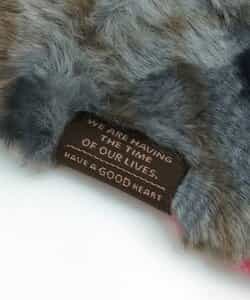 WE ARE HAVING
THE TIME
OF OUR LIVES.
HAVE A GOOD HEART